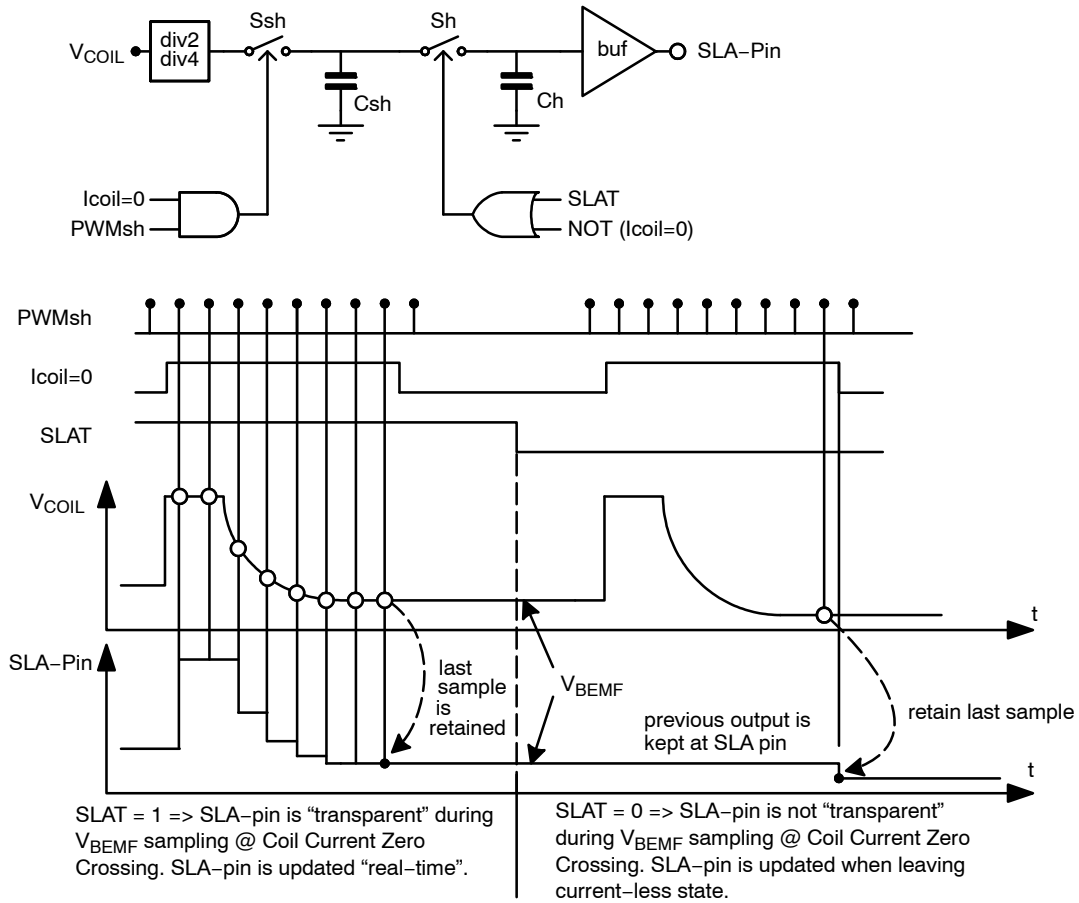 Ssh
Sh
V_COIL
div2
div4
buf
SLA−Pin
Csh
Ch
Icoil=0
PWMsh
SLAT
NOT (Icoil=0)
PWMsh
Icoil=0
SLAT
V_COIL
t
SLA−Pin
last
sample
is
retained
V_BEMF
previous output is
kept at SLA pin
retain last sample
t
SLAT = 1 => SLA−pin is “transparent” during
V_BEMF sampling @ Coil Current Zero
Crossing. SLA−pin is updated “real−time”.
SLAT = 0 => SLA−pin is not “transparent”
during V_BEMF sampling @ Coil Current Zero
Crossing. SLA−pin is updated when leaving
current−less state.